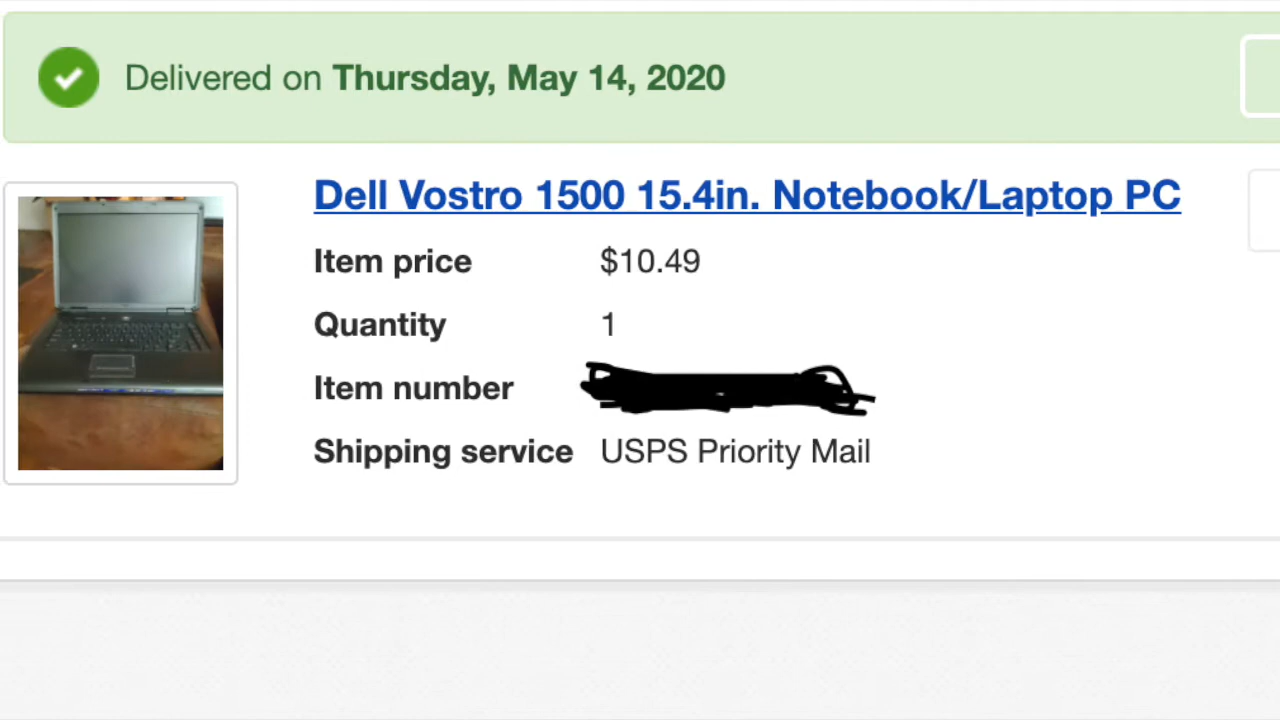 Delivered on Thursday, May 14, 2020
Dell Vostro 1500 15.4in. Notebook/Laptop PC
Item price $10.49
Quantity 1
Item number
Shipping service USPS Priority Mail